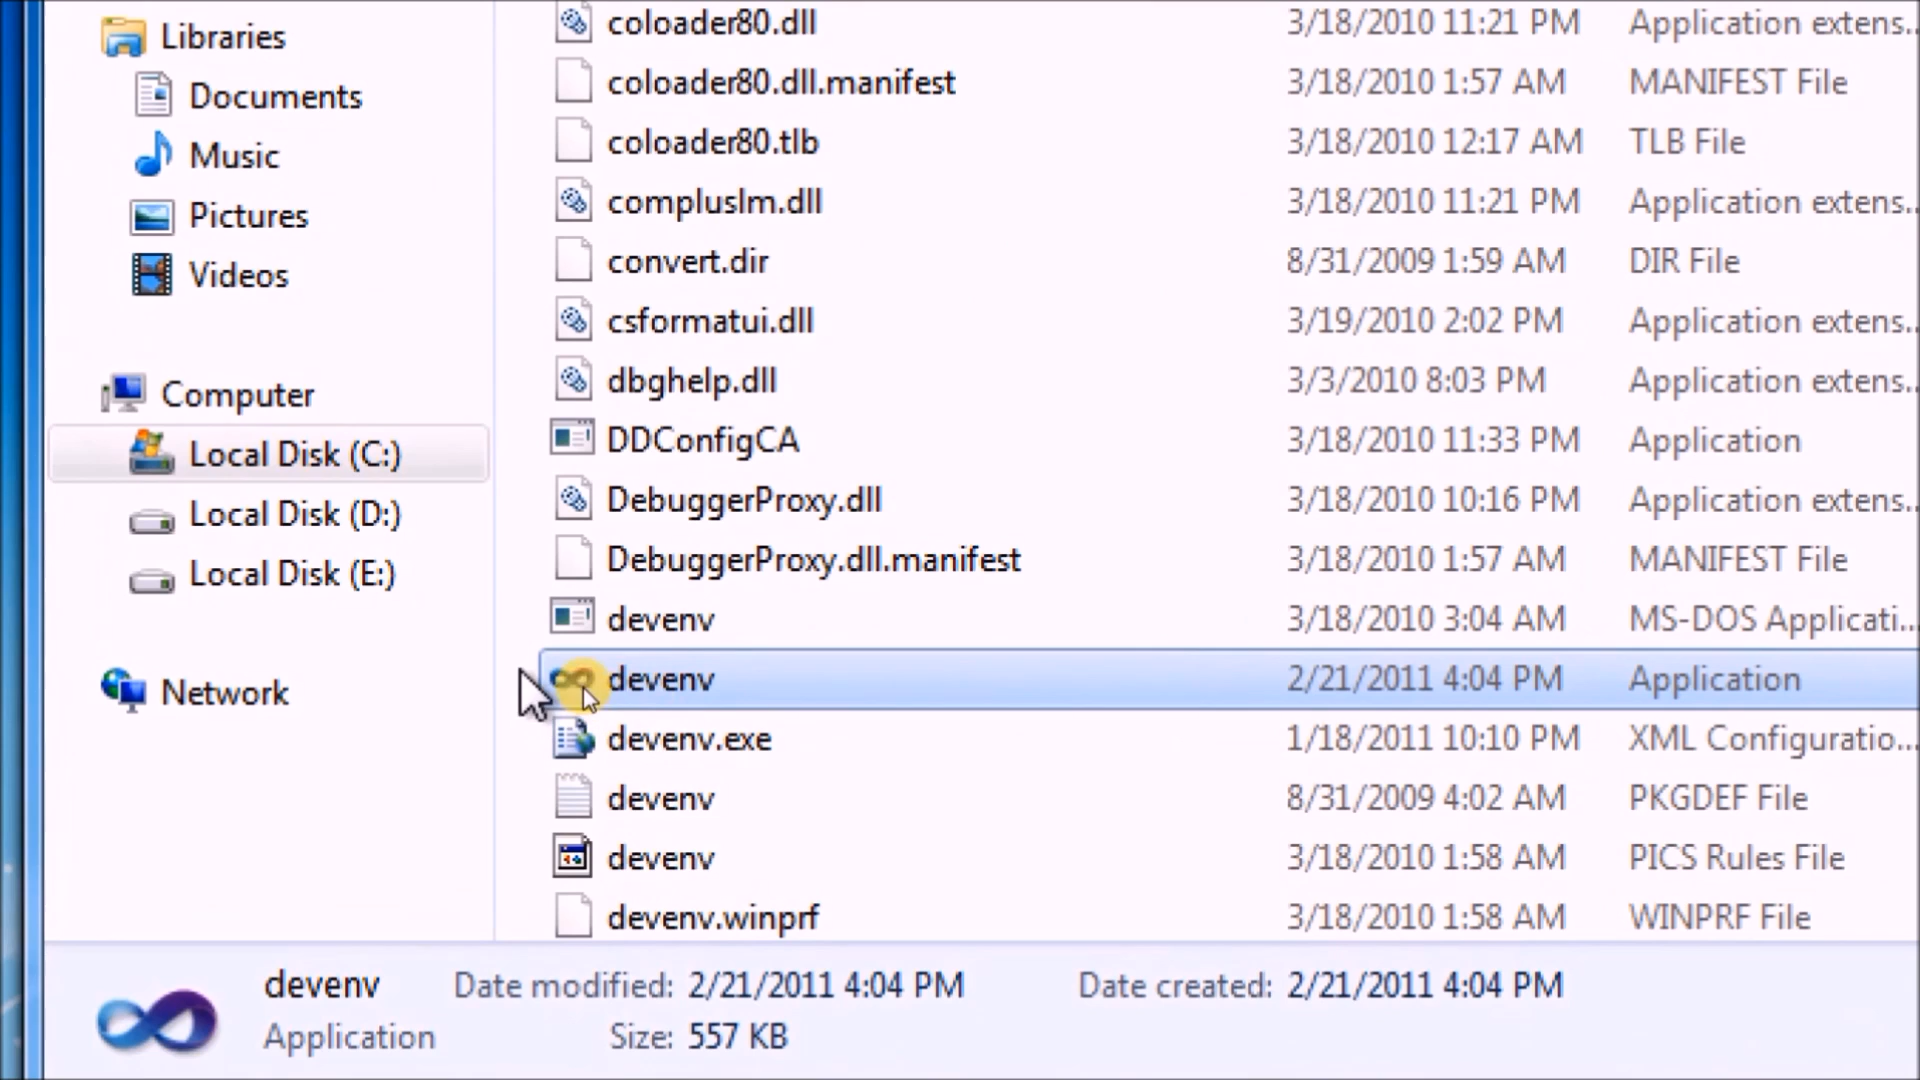 Libraries
Documents
Music
Pictures
Videos
Computer
Local Disk (C:)
Local Disk (D:)
Local Disk (E:)
Network
coloader80.dll 3/18/2010 11:21 PM Application extens...
coloader80.dll.manifest 3/18/2010 1:57 AM MANIFEST File
coloader80.tlb 3/18/2010 12:17 AM TLB File
compluslm.dll 3/18/2010 11:21 PM Application extens...
convert.dir 8/31/2009 1:59 AM DIR File
csformatui.dll 3/19/2010 2:02 PM Application extens...
dbghelp.dll 3/3/2010 8:03 PM Application extens...
DDConfigCA 3/18/2010 11:33 PM Application
DebuggerProxy.dll 3/18/2010 10:16 PM Application extens...
DebuggerProxy.dll.manifest 3/18/2010 1:57 AM MANIFEST File
devenv 3/18/2010 3:04 AM MS-DOS Applicati...
devenv 2/21/2011 4:04 PM Application
devenv.exe 1/18/2011 10:10 PM XML Configuratio...
devenv 8/31/2009 4:02 AM PKGDEF File
devenv 3/18/2010 1:58 AM PICS Rules File
devenv.winprf 3/18/2010 1:58 AM WINPRF File
devenv Date modified: 2/21/2011 4:04 PM Date created: 2/21/2011 4:04 PM
Application Size: 557 KB